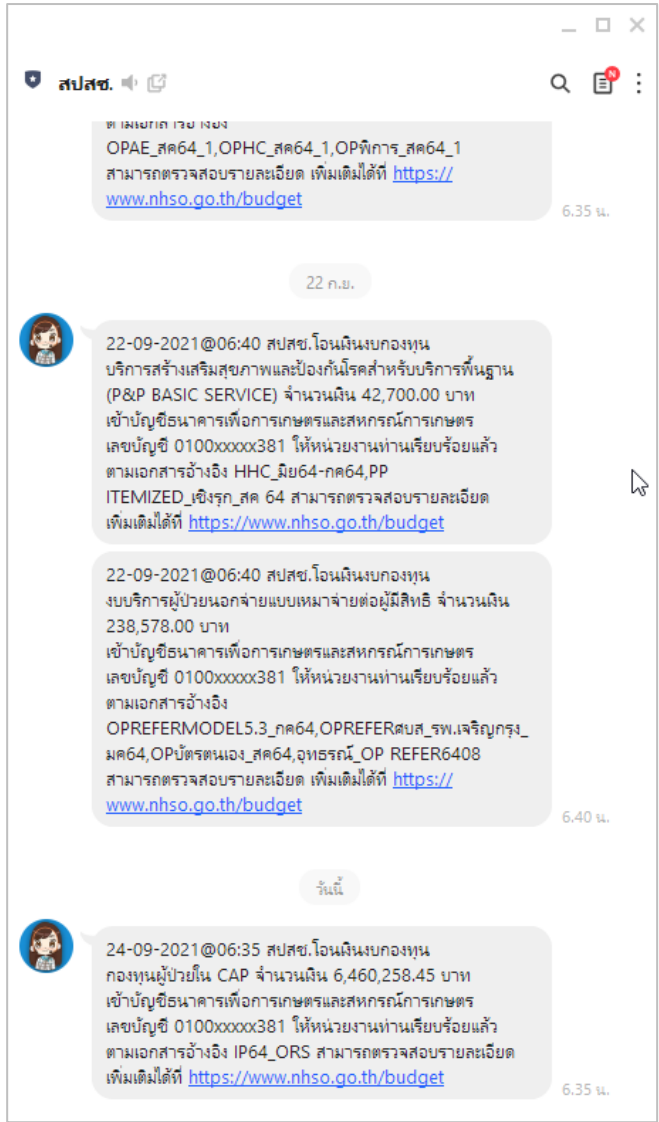 สปสช.
N
ตามเอกสารอ้างอิง
OPAE_สค64_1,OPHC_สค64_1,OPพิการ_สค64_1
สามารถตรวจสอบรายละเอียด เพิ่มเติมได้ที่ https://
www.nhso.go.th/budget
6.35 น.
22 ก.ย.
22-09-2021@06:40 สปสช.โอนเงินงบกองทุน
บริการสร้างเสริมสุขภาพและป้องกันโรคสำหรับบริการพื้นฐาน
(P&P BASIC SERVICE) จำนวนเงิน 42,700.00 บาท
เข้าบัญชีธนาคารเพื่อการเกษตรและสหกรณ์การเกษตร
เลขบัญชี 0100xxxxx381 ให้หน่วยงานท่านเรียบร้อยแล้ว
ตามเอกสารอ้างอิง HHC_มิย64-กค64,PP
ITEMIZED_เชิงรุก_สค 64 สามารถตรวจสอบรายละเอียด
เพิ่มเติมได้ที่ https://www.nhso.go.th/budget
22-09-2021@06:40 สปสช.โอนเงินงบกองทุน
งบบริการผู้ป่วยนอกจ่ายแบบเหมาจ่ายต่อผู้มีสิทธิ จำนวนเงิน
238,578.00 บาท
เข้าบัญชีธนาคารเพื่อการเกษตรและสหกรณ์การเกษตร
เลขบัญชี 0100xxxxx381 ให้หน่วยงานท่านเรียบร้อยแล้ว
ตามเอกสารอ้างอิง
OPREFERMODEL5.3_กค64,OPREFERศบส_รพ.เจริญกรุง_
มค64,OPบัตรตนเอง_สค64,อุทธรณ์_OP REFER6408
สามารถตรวจสอบรายละเอียด เพิ่มเติมได้ที่ https://
www.nhso.go.th/budget
6.40 น.
วันนี้
24-09-2021@06:35 สปสช.โอนเงินงบกองทุน
กองทุนผู้ป่วยใน CAP จำนวนเงิน 6,460,258.45 บาท
เข้าบัญชีธนาคารเพื่อการเกษตรและสหกรณ์การเกษตร
เลขบัญชี 0100xxxxx381 ให้หน่วยงานท่านเรียบร้อยแล้ว
ตามเอกสารอ้างอิง IP64_ORS สามารถตรวจสอบรายละเอียด
เพิ่มเติมได้ที่ https://www.nhso.go.th/budget
6.35 น.